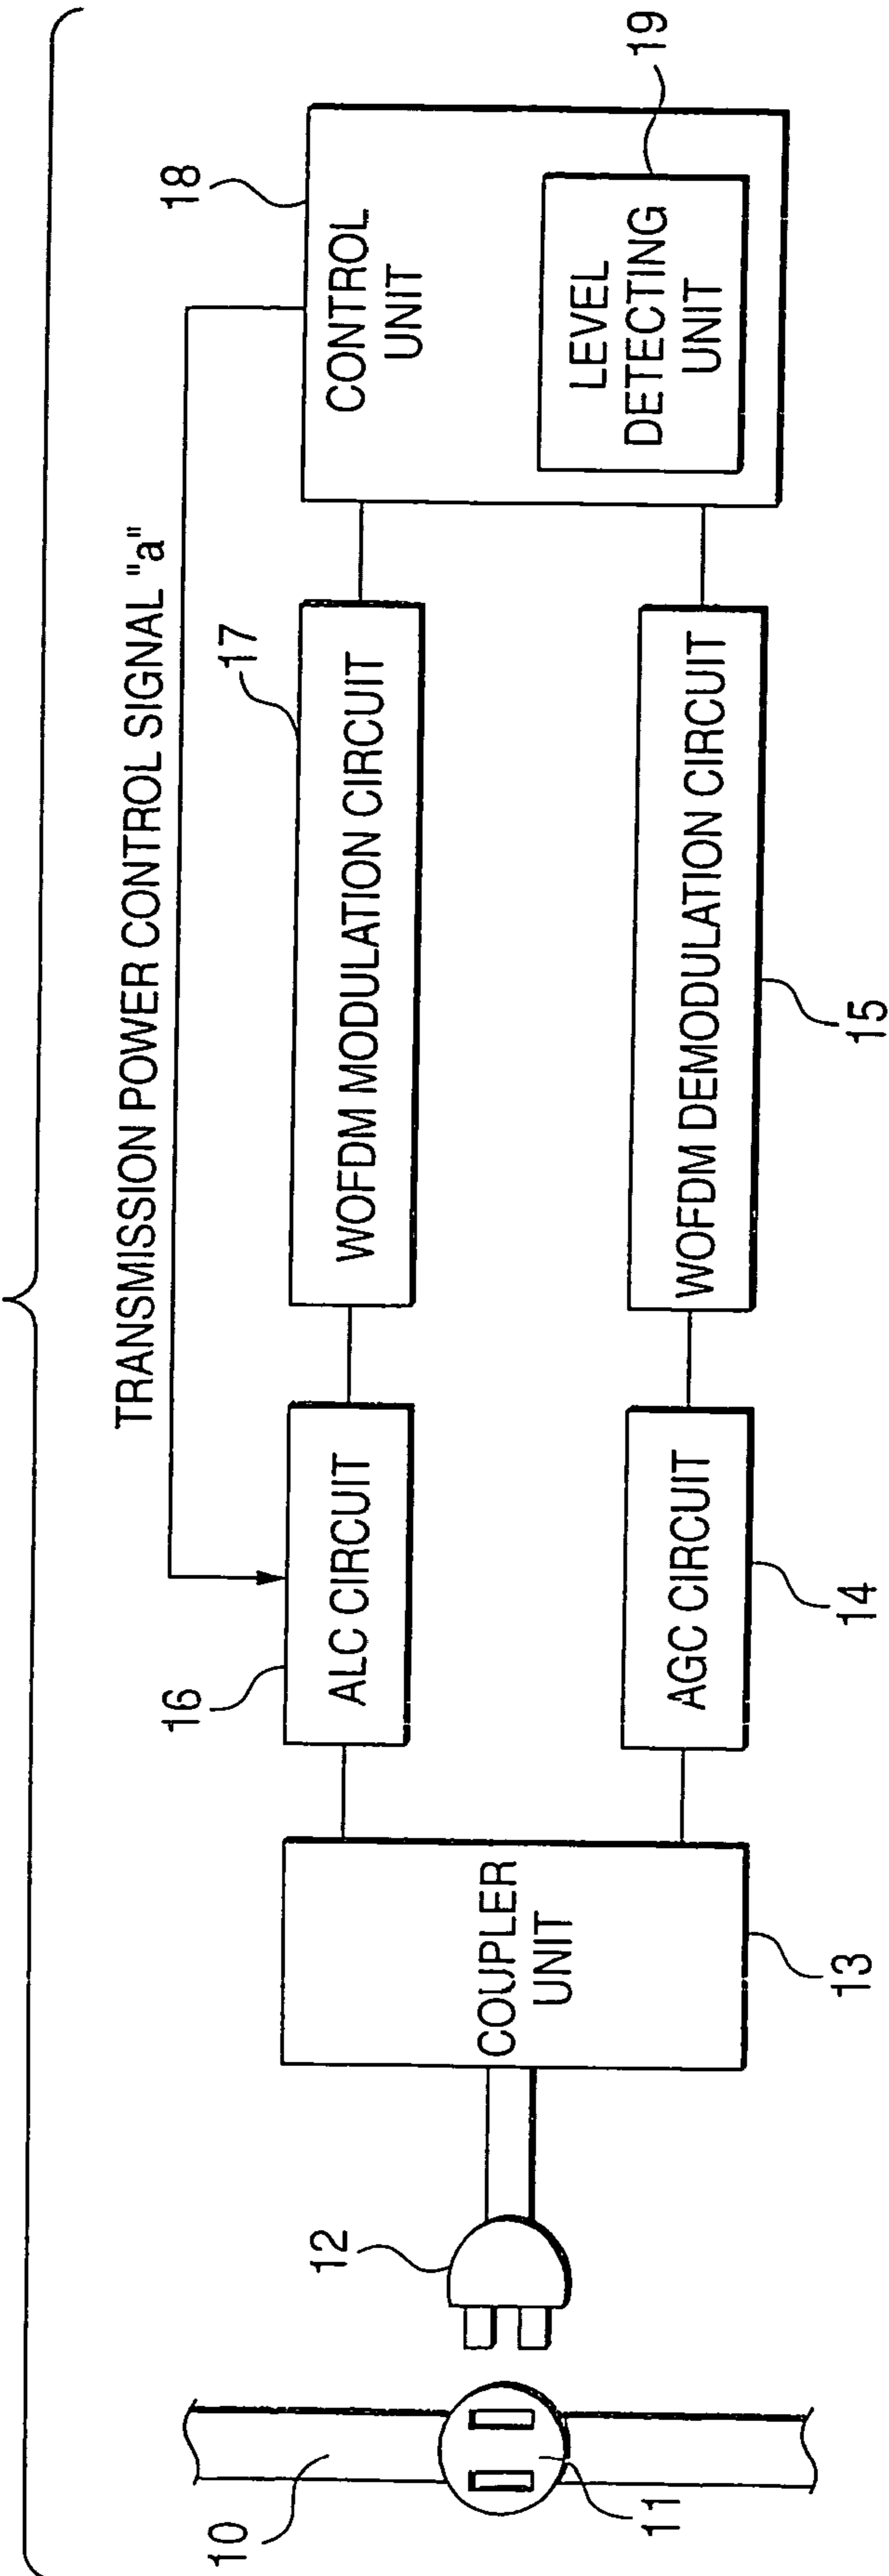 TRANSMISSION POWER CONTROL SIGNAL "a"
10
11
12
COUPLER
UNIT
13
16
ALC CIRCUIT
AGC CIRCUIT
14
17
WOFDM MODULATION CIRCUIT
WOFDM DEMODULATION CIRCUIT
15
18
CONTROL
UNIT
LEVEL
DETECTING
UNIT
19